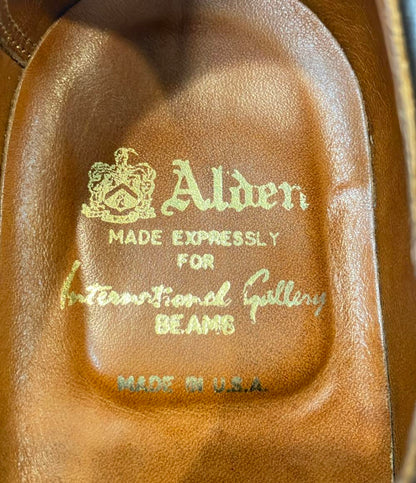 Alden
MADE EXPRESSLY
FOR
International Gallery
BEAMS
MADE IN U.S.A.